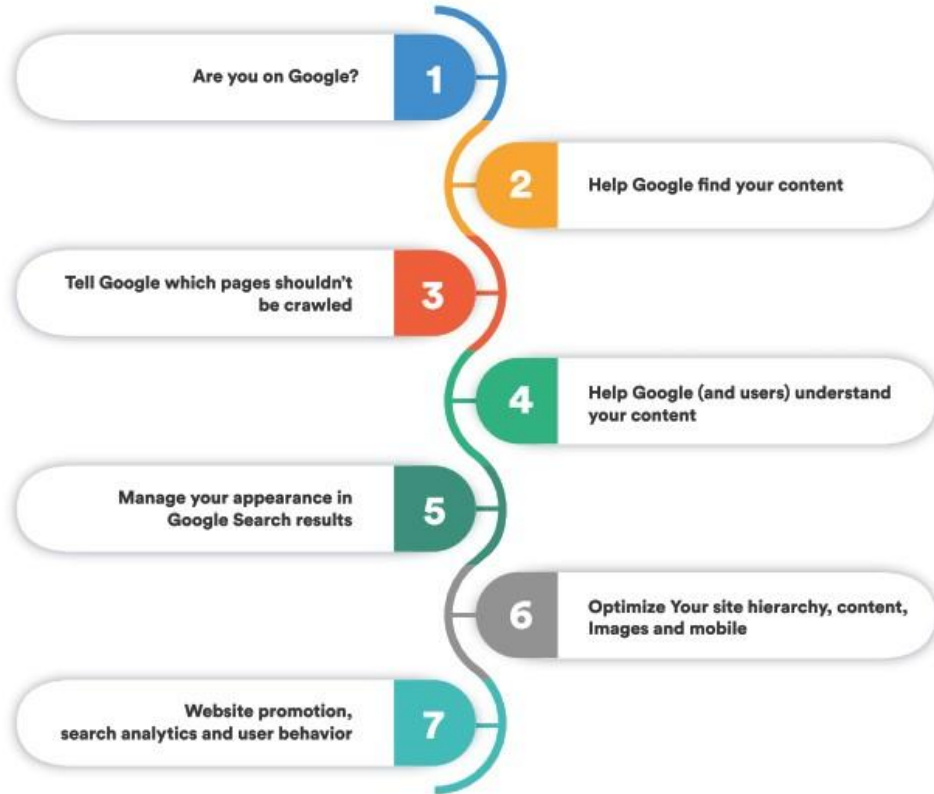 Are you on Google?
1
2
Help Google find your content
Tell Google which pages shouldn't
be crawled
3
4
Help Google (and users) understand
your content
Manage your appearance in
Google Search results
5
6
Optimize Your site hierarchy, content,
Images and mobile
Website promotion,
search analytics and user behavior
7